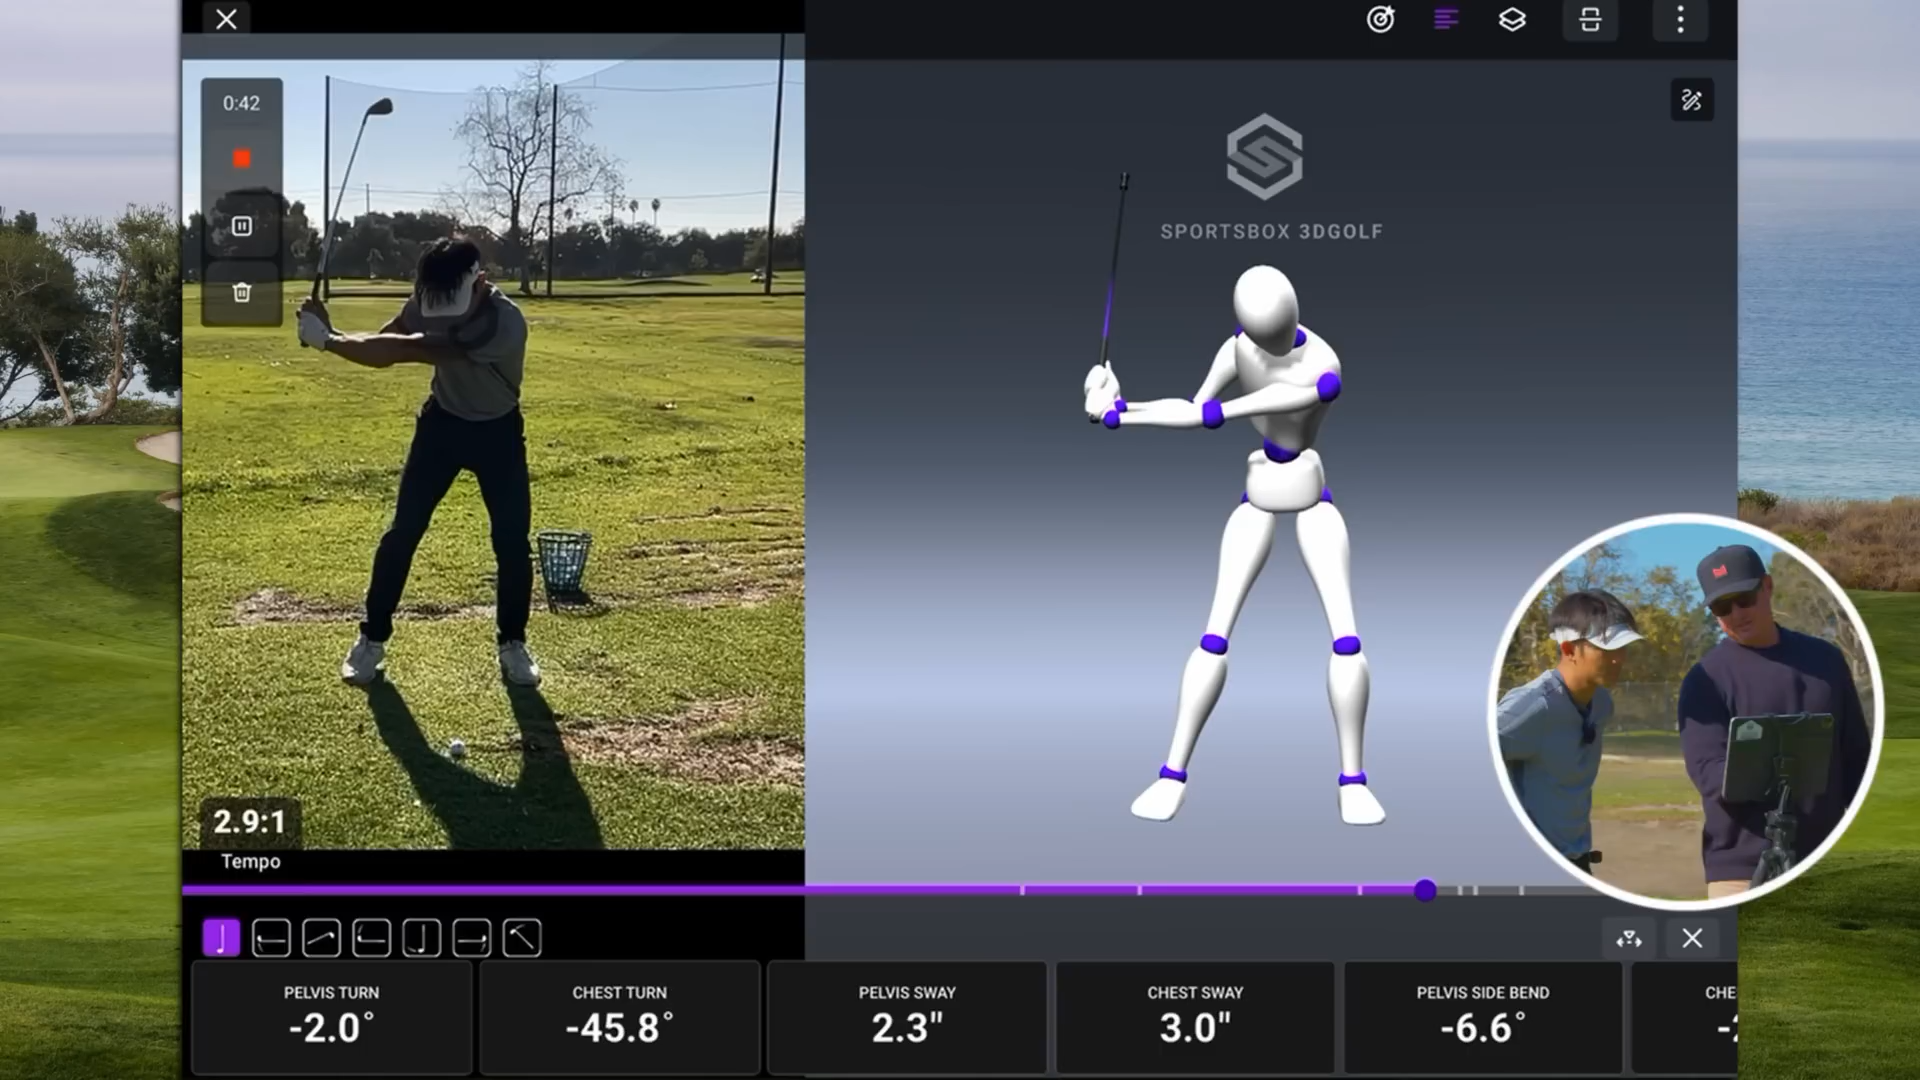 0:42
SPORTSBOX 3DGOLF
2.9:1
Tempo
PELVIS TURN
-2.0°
CHEST TURN
-45.8°
PELVIS SWAY
2.3"
CHEST SWAY
3.0"
PELVIS SIDE BEND
-6.6°
CHE